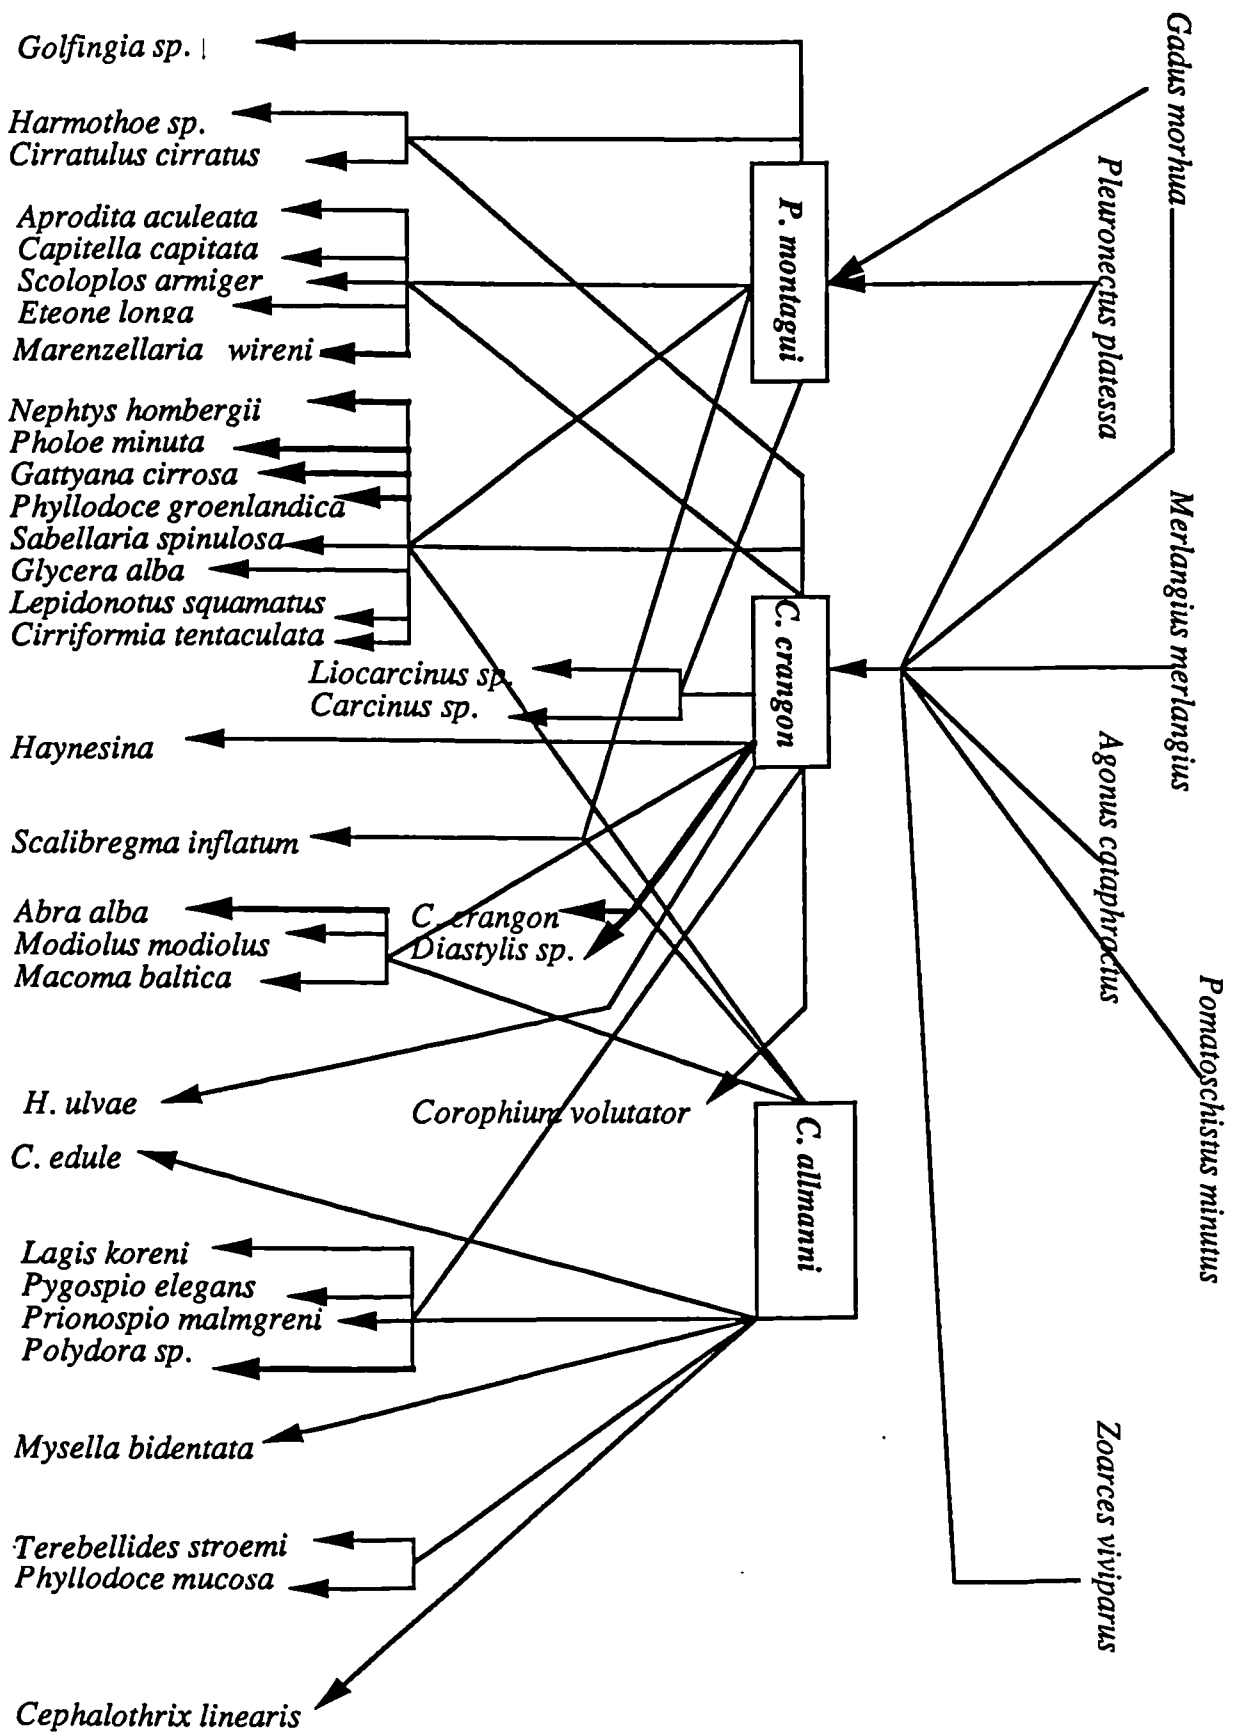 Golfingia sp.
Harmothoe sp.
Cirratulus cirratus
Aprodita aculeata
Capitella capitata
Scoloplos armiger
Eteone longa
Marenzellaria wireni
Nephtys hombergii
Pholoe minuta
Gattyana cirrosa
Phyllodoce groenlandica
Sabellaria spinulosa
Glycera alba
Lepidonotus squamatus
Cirriformia tentaculata
Liocarcinus sp.
Carcinus sp.
Haynesina
Scalibregma inflatum
Abra alba
Modiolus modiolus
Macoma baltica
C. crangon
Diastylis sp.
H. ulvae
Corophium volutator
C. edule
Lagis koreni
Pygospio elegans
Prionospio malmgreni
Polydora sp.
Mysella bidentata
Terebellides stroemi
Phyllodoce mucosa
Cephalothrix linearis
P. montagui
C. crangon
C. allmanni
Gadus morhua
Pleuronectus platessa
Merlangius merlangius
Agonus cataphractus
Pomatoschistus minutus
Zoarces viviparus